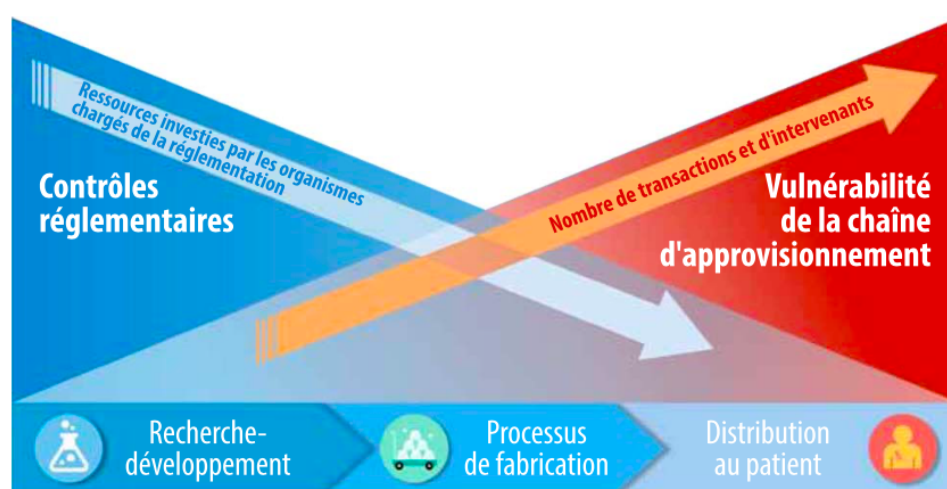 Ressources investies par les organismes
chargés de la réglementation
Nombre de transactions et d'intervenants
Contrôles
réglementaires
Vulnérabilité
de la chaîne
d'approvisionnement
Recherche-
développement
Processus
de fabrication
Distribution
au patient